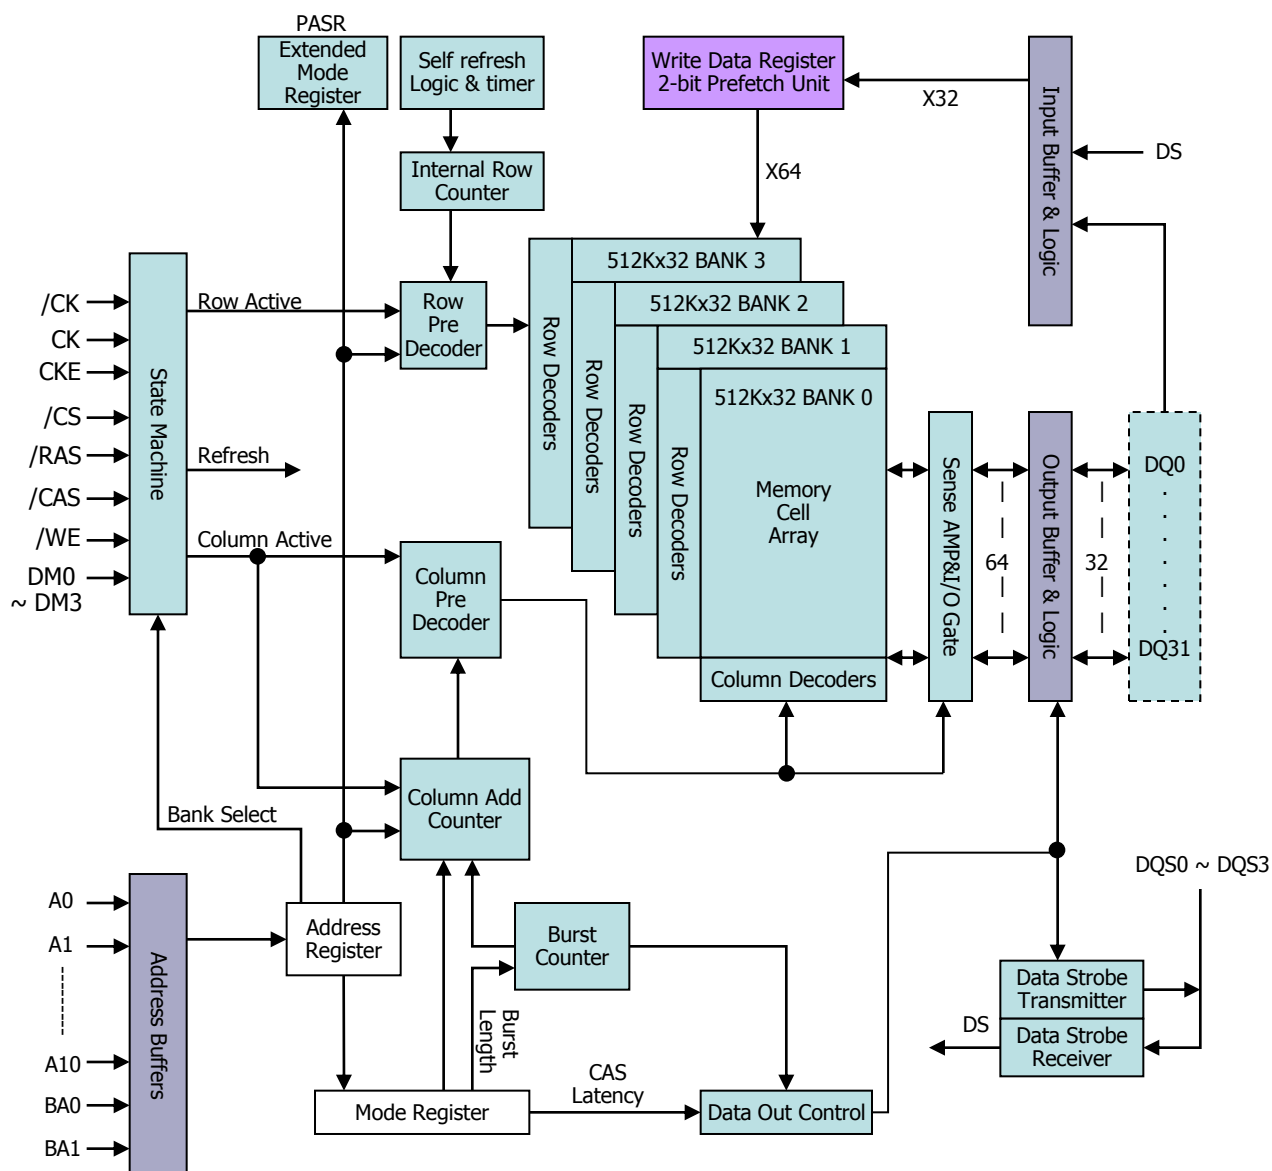 PASR
Extended
Mode
Register
Self refresh
Logic & timer
Write Data Register
2-bit Prefetch Unit
X32
Input Buffer & Logic
DS
Internal Row
Counter
X64
/CK
CK
CKE
/CS
/RAS
/CAS
/WE
DM0
~ DM3
State Machine
Row Active
Refresh
Column Active
Row
Pre
Decoder
Row Decoders
512Kx32 BANK 3
Row Decoders
512Kx32 BANK 2
Row Decoders
512Kx32 BANK 1
Row Decoders
512Kx32 BANK 0
Memory
Cell
Array
Column Decoders
Sense AMP&I/O Gate
64
Output Buffer & Logic
32
DQ0
.
.
.
.
.
.
.
DQ31
Column
Pre
Decoder
Column Add
Counter
Bank Select
A0
A1
A10
BA0
BA1
Address Buffers
Address
Register
Burst
Counter
Burst
Length
Mode Register
CAS
Latency
Data Out Control
DQS0 ~ DQS3
Data Strobe
Transmitter
DS
Data Strobe
Receiver